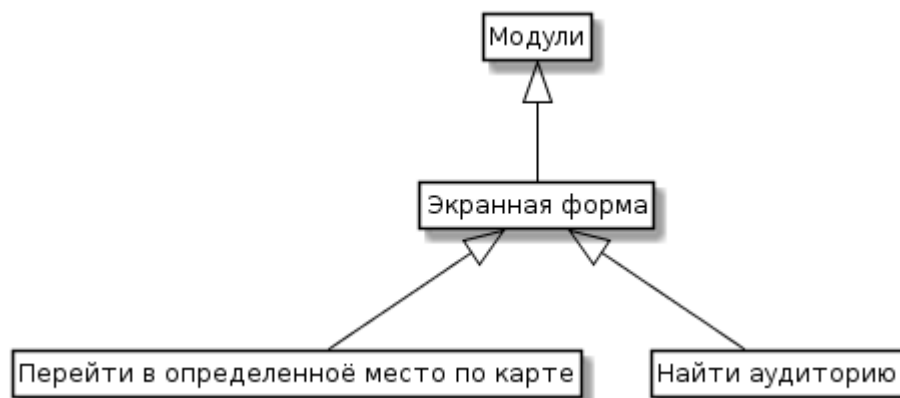 Модули
Экранная форма
Перейти в определенноё место по карте
Найти аудиторию